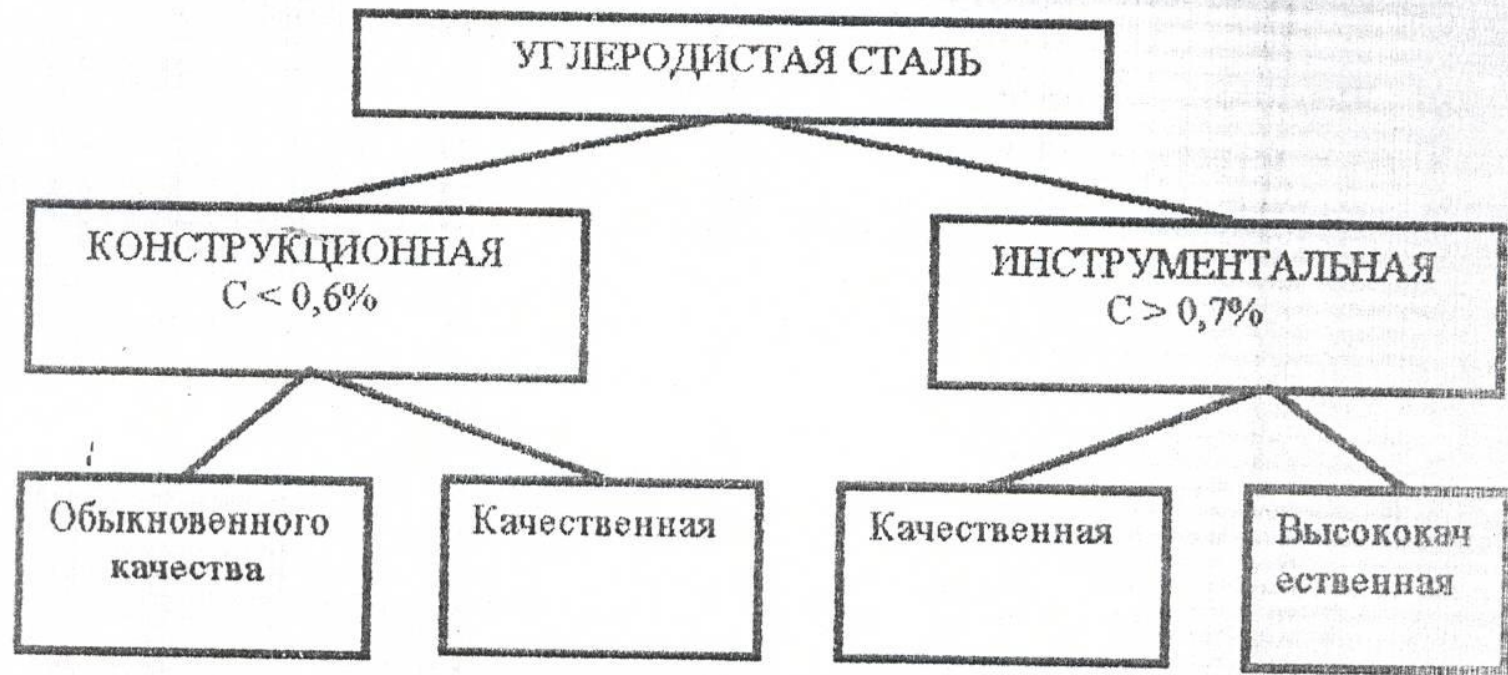 УГЛЕРОДИСТАЯ СТАЛЬ
КОНСТРУКЦИОННАЯ
С < 0,6%
ИНСТРУМЕНТАЛЬНАЯ
С > 0,7%
Обыкновенного
качества
Качественная
Качественная
Высококач
ественная